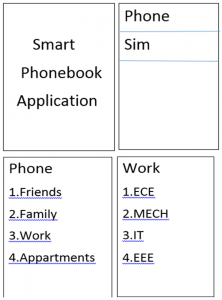 Smart
Phonebook
Application
Phone
Sim
Phone
1.Friends
2.Family
3.Work
4.Appartments
Work
1.ECE
2.MECH
3.IT
4.EEE